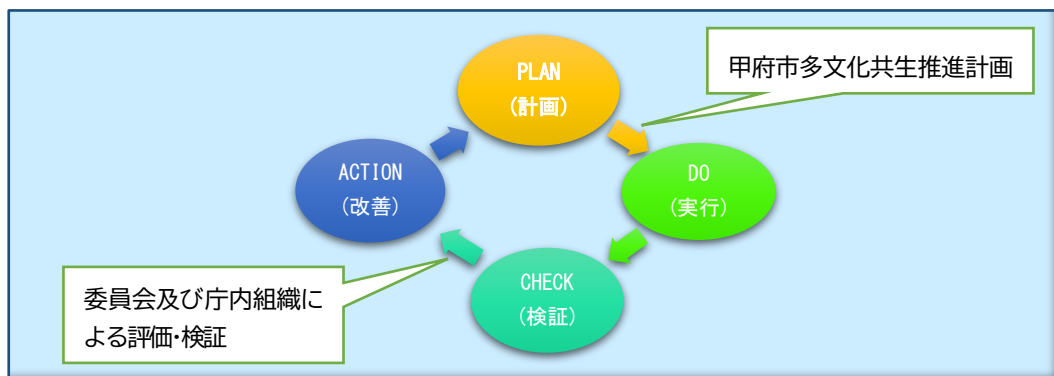 PLAN
(計画)
甲府市多文化共生推進計画
ACTION
（改善）
DO
（実行）
CHECK
（検証）
委員会及び庁内組織に
よる評価・検証